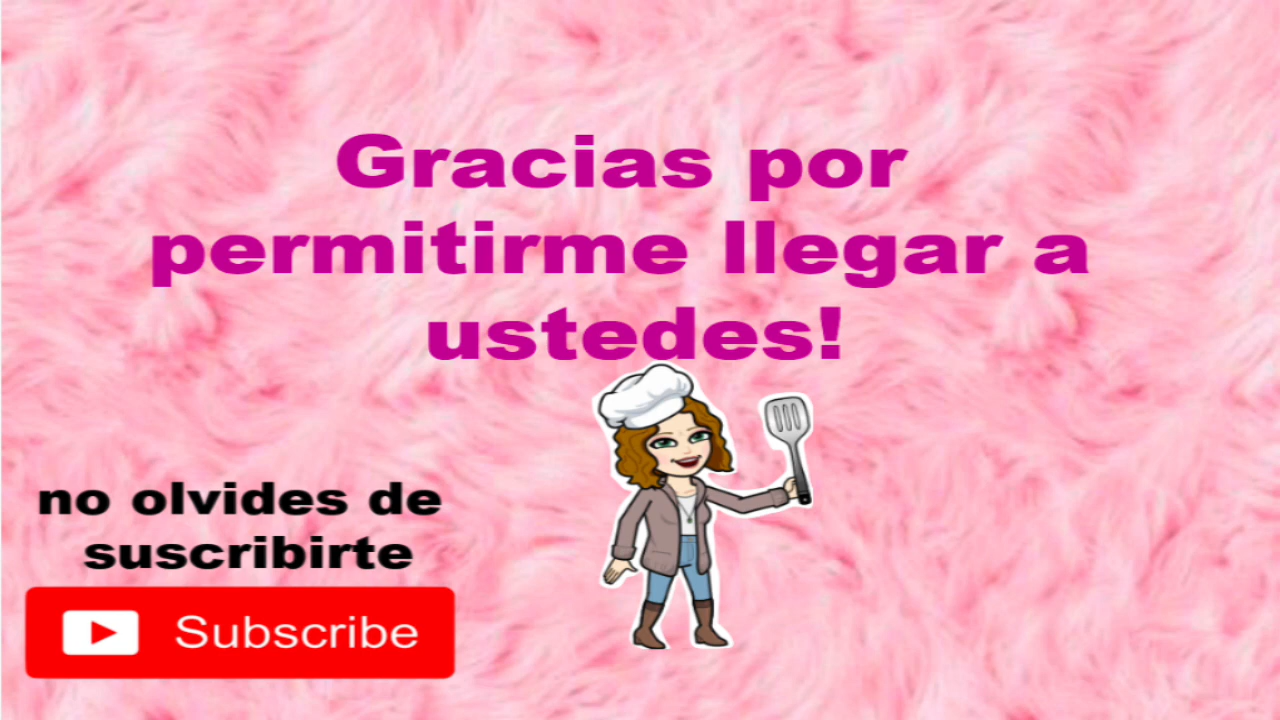 Gracias por
permitirme llegar a
ustedes!
no olvides de
suscribirte
Subscribe